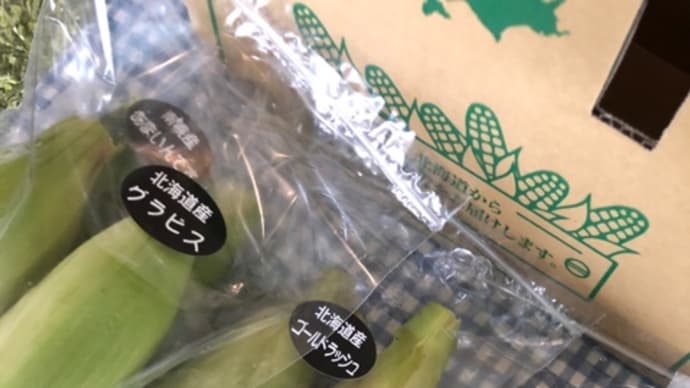 北海道産
グラビス
北海道産
ゴールドラッシュ
北海道から
お届けします。